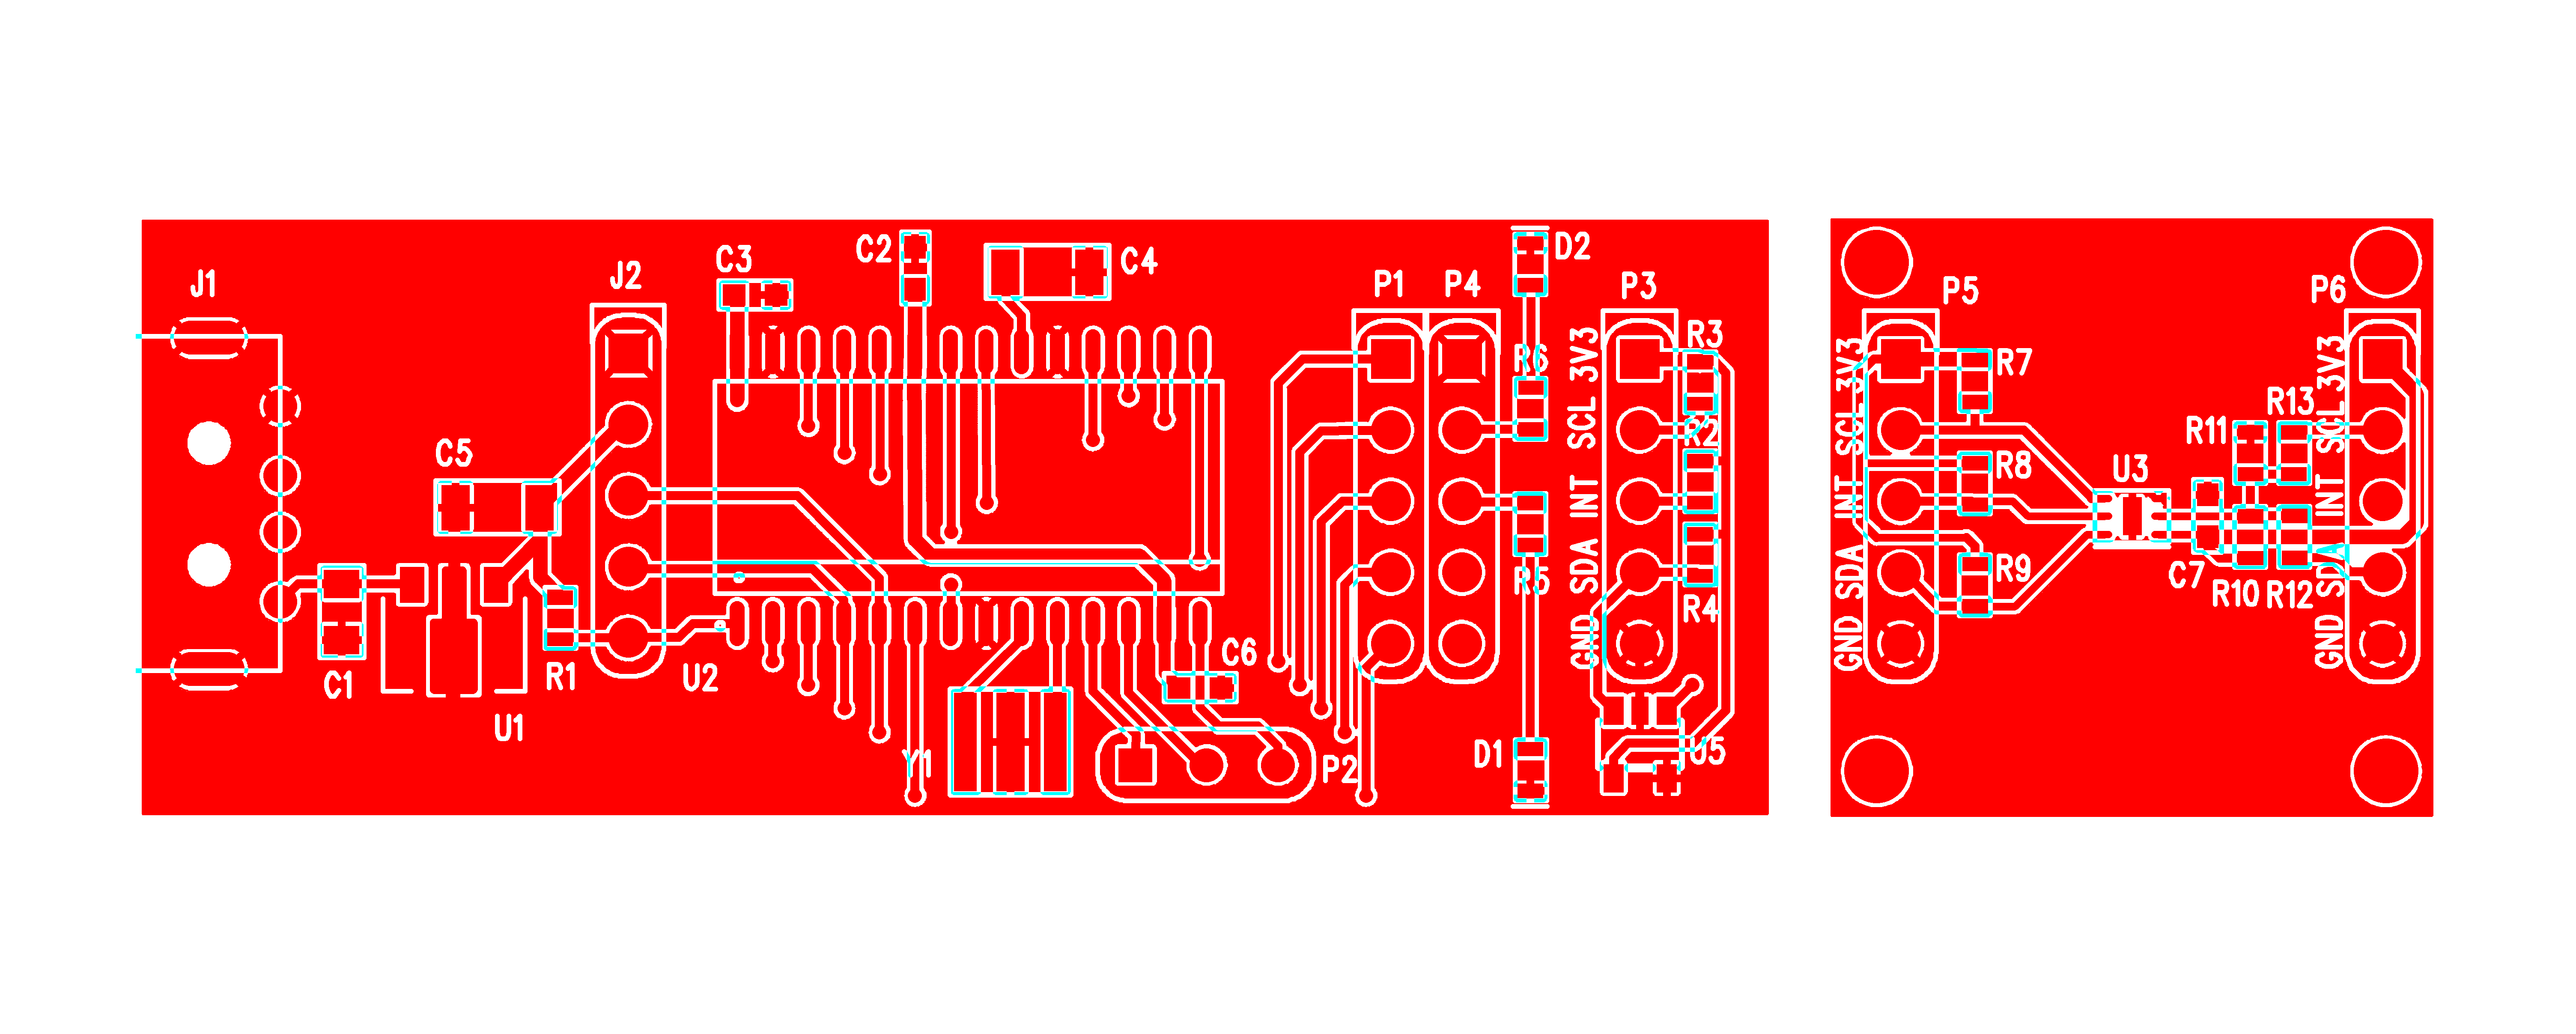 J1
C1
C5
U1
R1
J2
U2
C3
C2
C4
Y1
C6
P2
P1
P4
D2
R6
R5
D1
P3
3V3
SCL
INT
SDA
GND
R3
R2
R4
U5
P5
3V3
SCL
INT
SDA
GND
R7
R8
R9
U3
C7
R11
R13
R10
R12
P6
3V3
SCL
INT
SDA
GND